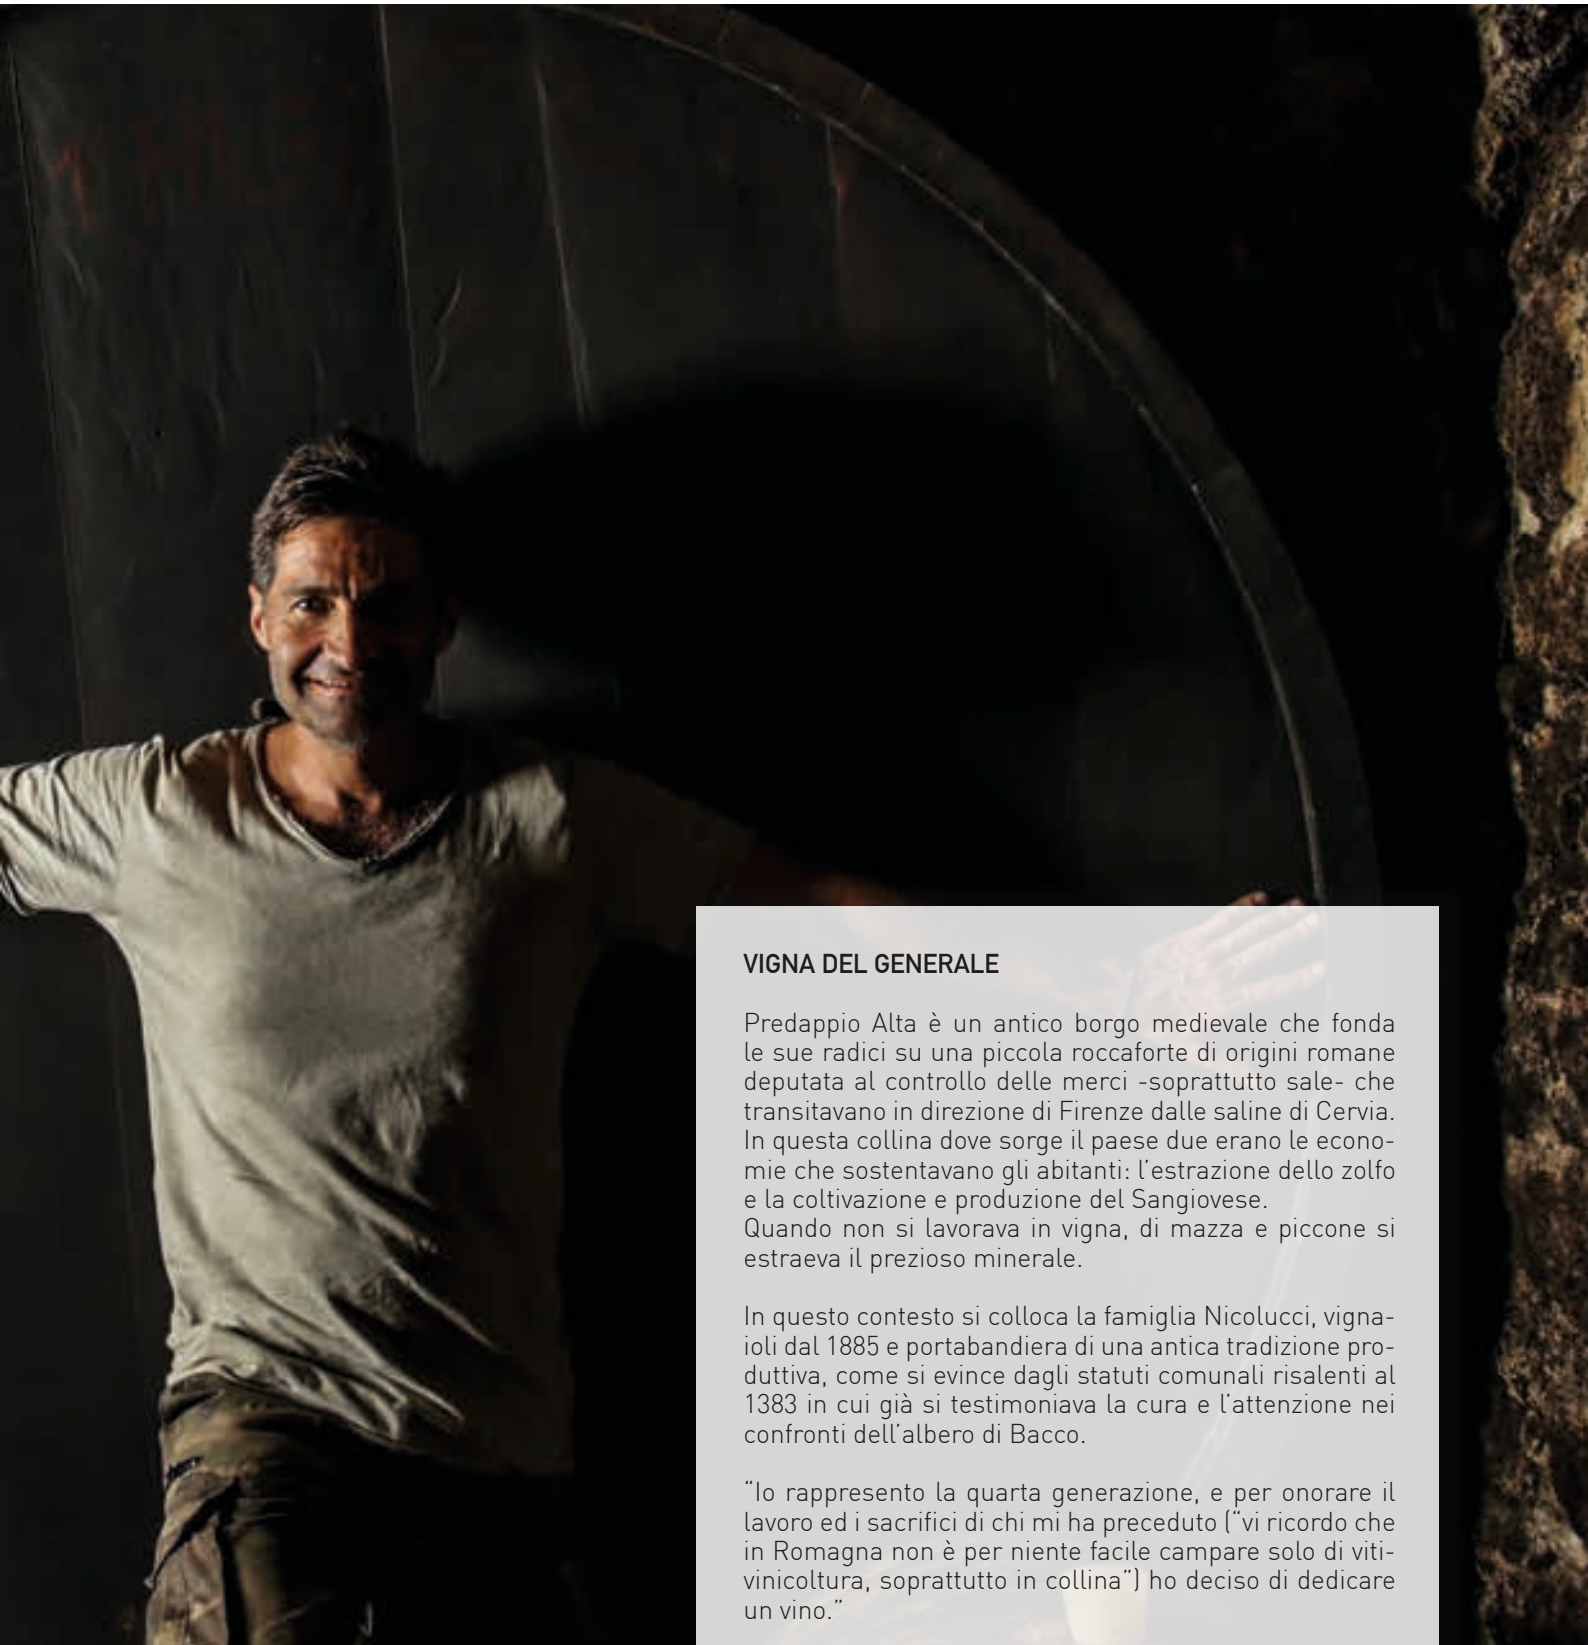 VIGNA DEL GENERALE
Predappio Alta è un antico borgo medievale che fonda
le sue radici su una piccola roccaforte di origini romane
deputata al controllo delle merci -soprattutto sale- che
transitavano in direzione di Firenze dalle saline di Cervia.
In questa collina dove sorge il paese due erano le econo-
mie che sostentavano gli abitanti: l'estrazione dello zolfo
e la coltivazione e produzione del Sangiovese.
Quando non si lavorava in vigna, di mazza e piccone si
estraeva il prezioso minerale.
In questo contesto si colloca la famiglia Nicolucci, vigna-
ioli dal 1885 e portabandiera di una antica tradizione pro-
duttiva, come si evince dagli statuti comunali risalenti al
1383 in cui già si testimoniava la cura e l'attenzione nei
confronti dell'albero di Bacco.
“Io rappresento la quarta generazione, e per onorare il
lavoro ed i sacrifici di chi mi ha preceduto (“vi ricordo che
in Romagna non è per niente facile campare solo di viti-
vinicoltura, soprattutto in collina”) ho deciso di dedicare
un vino.”